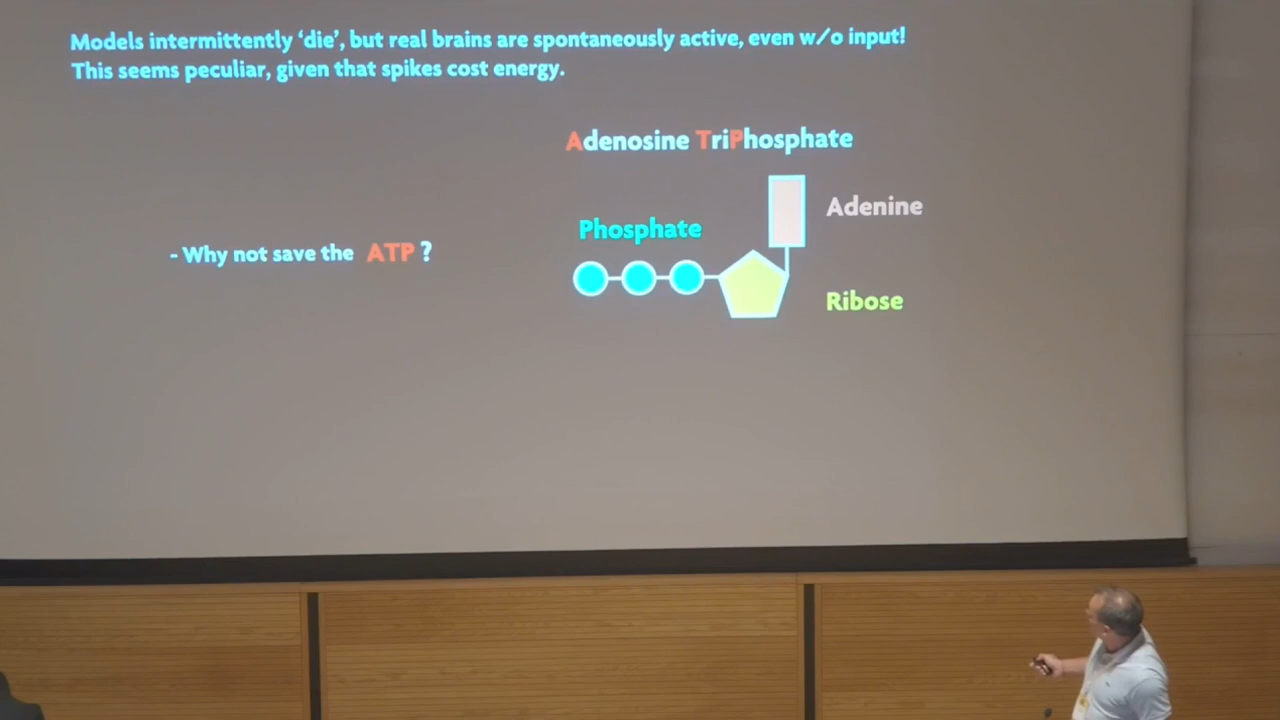 Models intermittently ‘die’, but real brains are spontaneously active, even w/o input!
This seems peculiar, given that spikes cost energy.
Adenosine TriPhosphate
Adenine
Phosphate
- Why not save the ATP ?
Ribose